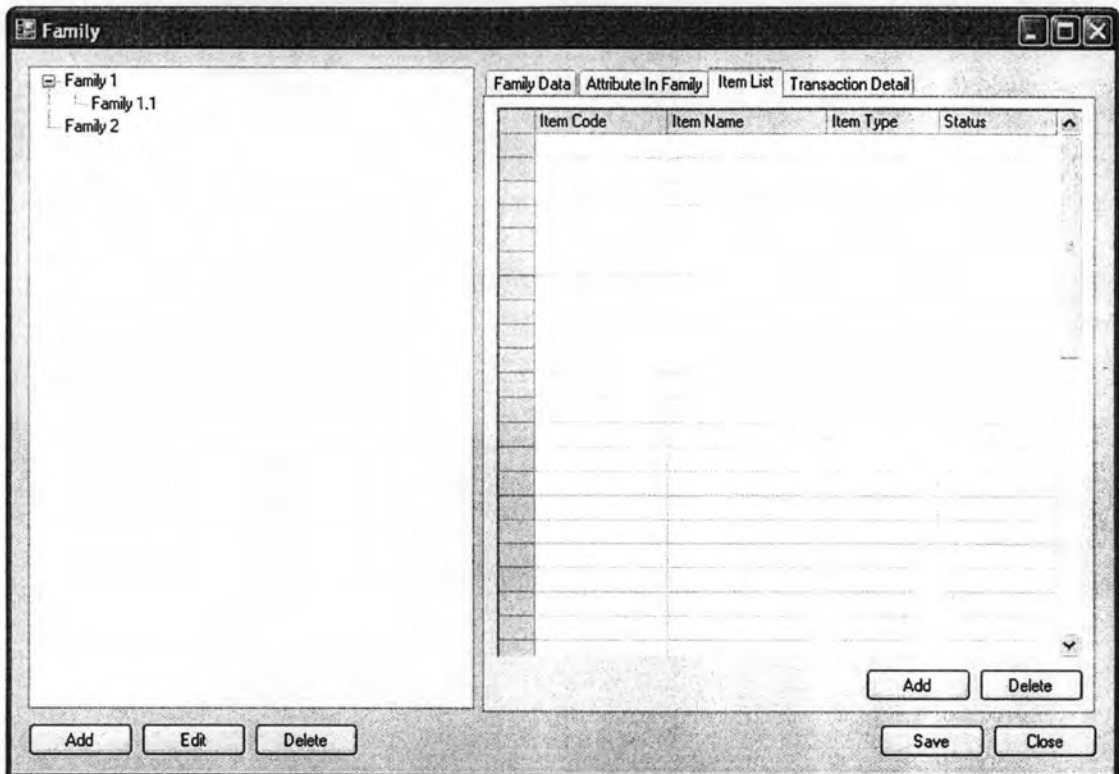 Family
Family 1
Family 1.1
Family 2
Family Data Attribute In Family Item List Transaction Detail
Item Code Item Name Item Type Status
Add Delete
Add Edit Delete Save Close